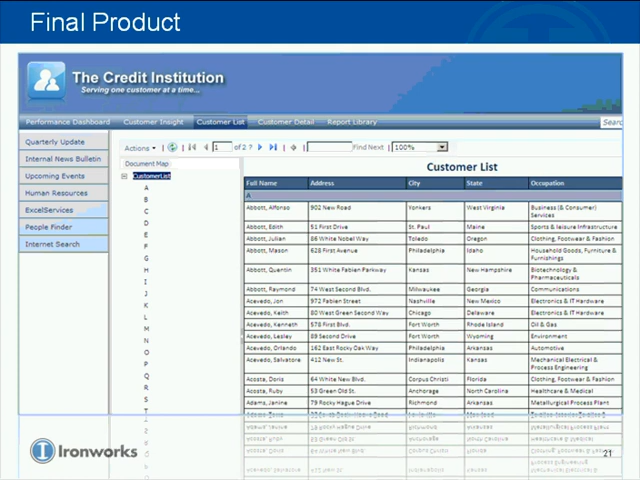 Final Product
The Credit Institution
Serving one customer at a time...
Performance Dashboard Customer Insight Customer List Customer Detail Report Library Searc
Quarterly Update
Internal News Bulletin
Upcoming Events
Human Resources
ExcelServices
People Finder
Internet Search
Actions 1 of 2 ? Find Next 100%
Document Map
CustomerList
A
B
C
D
E
F
G
H
I
J
K
L
M
N
O
P
Q
R
S
T
Customer List
Full Name Address City State Occupation
A
Abbott, Alfonso 902 New Road Yonkers West Virginia Business (& Consumer) Services
Abbott, Edith 51 First Drive St. Paul Maine Sports & leisure Infrastructure
Abbott, Julian 86 White Nobel Way Toledo Oregon Clothing, Footwear & Fashion
Abbott, Mason 628 First Avenue Philadelphia Idaho Household Goods, Furniture & Furnishings
Abbott, Quentin 351 White Fabien Parkway Kansas New Hampshire Biotechnology & Pharmaceuticals
Abbott, Raymond 74 West Second Blvd. Milwaukee Georgia Communications
Acevedo, Jon 972 Fabien Street Nashville New Mexico Electronics & IT Hardware
Acevedo, Keith 80 West Green Second Way Chicago Delaware Electronics & IT Hardware
Acevedo, Kenneth 578 First Blvd. Fort Worth Rhode Island Oil & Gas
Acevedo, Lesley 89 Second Drive Fort Worth Wyoming Environment
Acevedo, Orlando 162 East Rocky Oak Way Philadelphia Arkansas Automotive
Acevedo, Salvatore 412 New St. Indianapolis Kansas Mechanical Electrical & Process Engineering
Acosta, Doris 64 White New Blvd. Corpus Christi Florida Clothing, Footwear & Fashion
Acosta, Ruby 53 Green Old St. Anchorage North Carolina Healthcare & Medical
Adams, Janine 79 Rocky Hague Drive Richmond Arkansas Metallurgical Process Plant
Ironworks
21